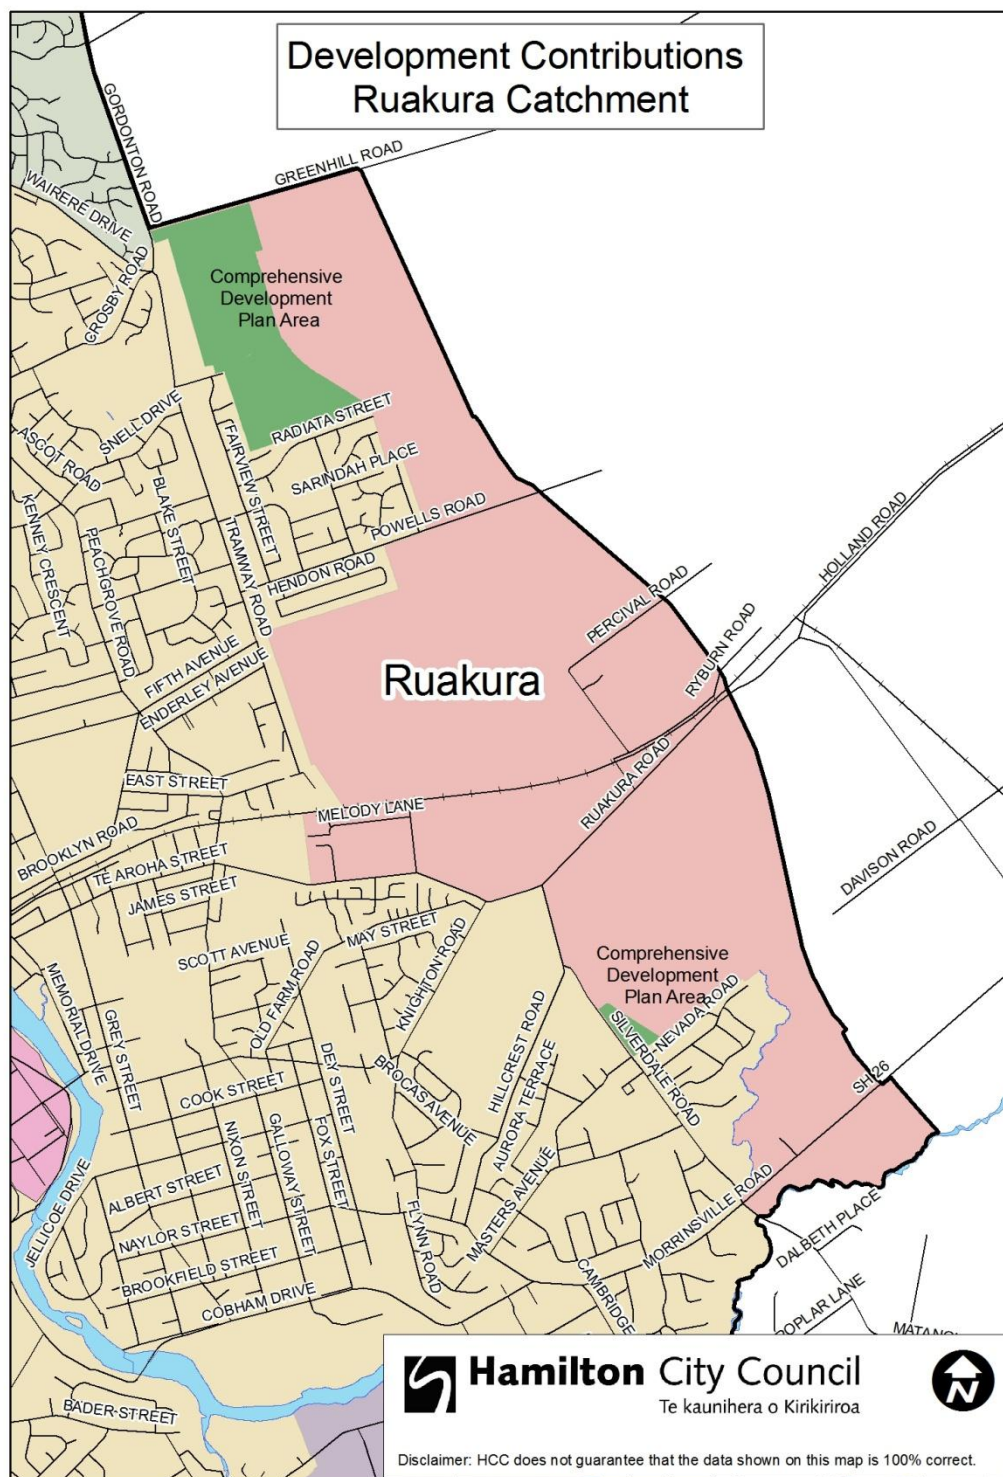 Development Contributions
Ruakura Catchment
GORDONTON ROAD
GREENHILL ROAD
WAIRERE DRIVE
CROSBY ROAD
Comprehensive
Development
Plan Area
SNELL DRIVE
RADIATA STREET
ASCOT ROAD
FAIRVIEW STREET
SARINDAH PLACE
BLAKE STREET
KENNEY CRESCENT
PEACHGROVE ROAD
TRAMWAY ROAD
POWELLS ROAD
HENDON ROAD
HOLLAND ROAD
PERCIVAL ROAD
RYBURN ROAD
FIFTH AVENUE
ENDERLEY AVENUE
Ruakura
EAST STREET
MELODY LANE
RUAKURA ROAD
BROOKLYN ROAD
TE AROHA STREET
JAMES STREET
DAVISON ROAD
SCOTT AVENUE
OLD FARM ROAD
MAY STREET
KNIGHTON ROAD
Comprehensive
Development
Plan Area
MEMORIAL DRIVE
GREY STREET
HILLCREST ROAD
SILVERDALE ROAD
NEVADA ROAD
COOK STREET
DEY STREET
BROCAS AVENUE
AURORA TERRACE
SH 26
NIXON STREET
GALLOWAY STREET
FOX STREET
ALBERT STREET
MASTERS AVENUE
MORRINSVILLE ROAD
JELLICOE DRIVE
NAYLOR STREET
FLYNN ROAD
DALBETH PLACE
BROOKFIELD STREET
COBHAM DRIVE
CAMBRIDGE
POPLAR LANE
BADER STREET
Hamilton City Council
Te kaunihera o Kirikiriroa
N
Disclaimer: HCC does not guarantee that the data shown on this map is 100% correct.